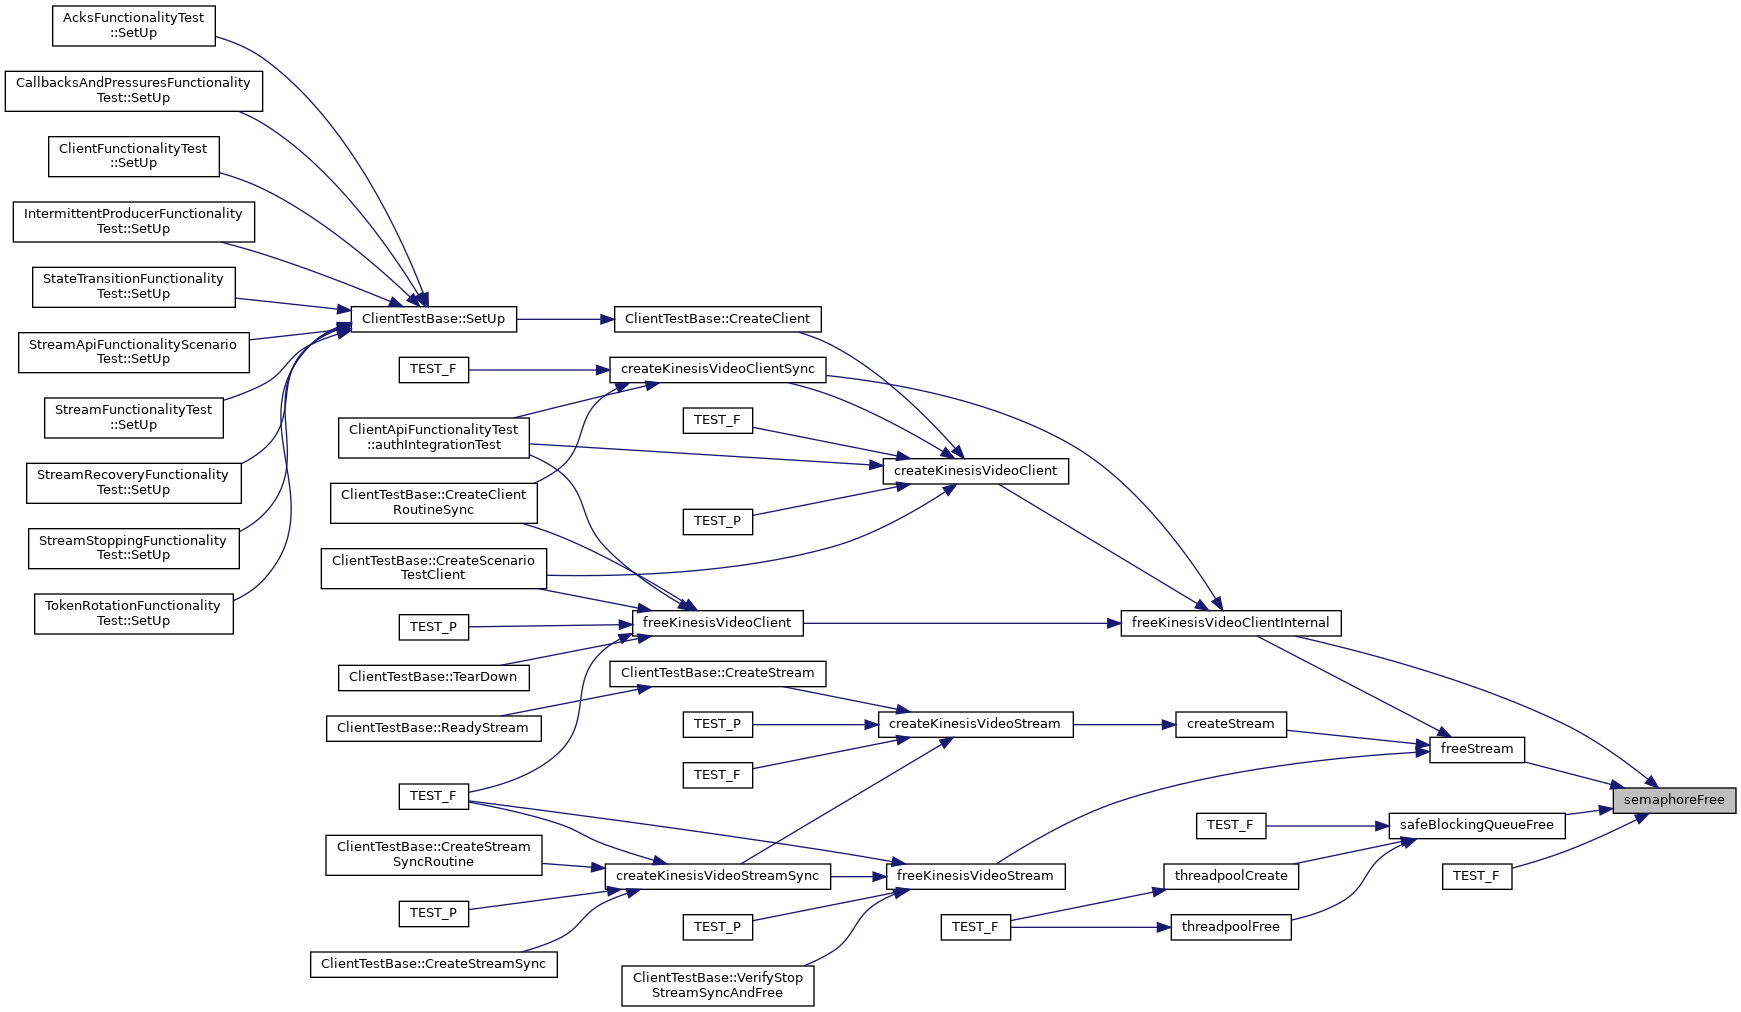 AcksFunctionalityTest
::SetUp
CallbacksAndPressuresFunctionality
Test::SetUp
ClientFunctionalityTest
::SetUp
IntermittentProducerFunctionality
Test::SetUp
StateTransitionFunctionality
Test::SetUp
StreamApiFunctionalityScenario
Test::SetUp
StreamFunctionalityTest
::SetUp
StreamRecoveryFunctionality
Test::SetUp
StreamStoppingFunctionality
Test::SetUp
TokenRotationFunctionality
Test::SetUp
ClientTestBase::SetUp
TEST_F
ClientApiFunctionalityTest
::authIntegrationTest
ClientTestBase::CreateClient
RoutineSync
ClientTestBase::CreateScenario
TestClient
TEST_P
ClientTestBase::TearDown
ClientTestBase::ReadyStream
TEST_F
ClientTestBase::CreateStream
SyncRoutine
TEST_P
ClientTestBase::CreateStreamSync
ClientTestBase::CreateClient
createKinesisVideoClientSync
TEST_F
TEST_P
freeKinesisVideoClient
ClientTestBase::CreateStream
TEST_P
TEST_F
createKinesisVideoStreamSync
TEST_P
ClientTestBase::VerifyStop
StreamSyncAndFree
createKinesisVideoClient
createKinesisVideoStream
freeKinesisVideoStream
TEST_F
freeKinesisVideoClientInternal
createStream
TEST_F
threadpoolCreate
threadpoolFree
freeStream
safeBlockingQueueFree
TEST_F
semaphoreFree